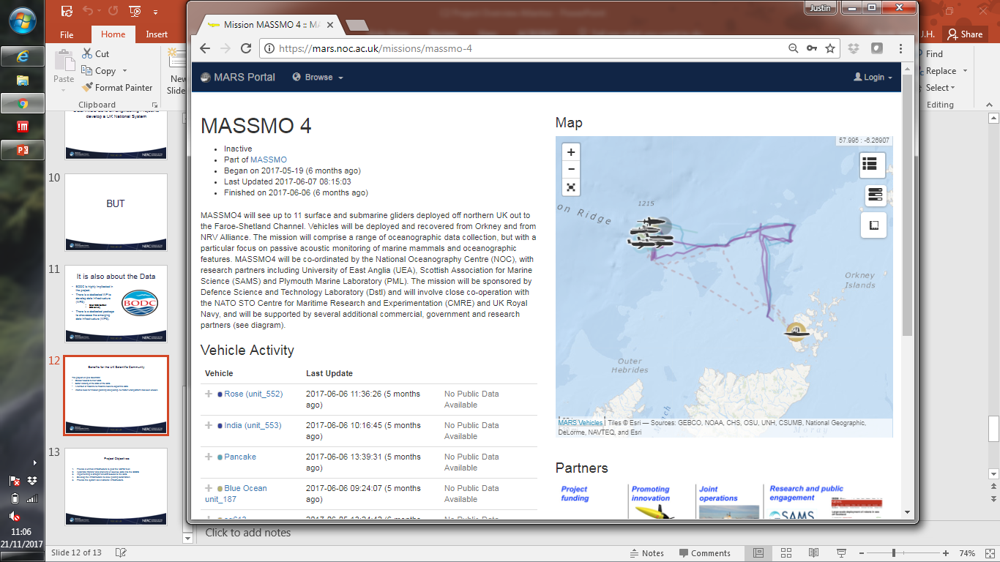 Justin
J.H.
Share
File
Home
Insert
Cut
Copy
Format Painter
Paste
New
Slide
Clipboard
Find
Replace
Select
Editing
Mission MASSMO 4 :: MA
https://mars.noc.ac.uk/missions/massmo-4
MARS Portal
Browse
Login
MASSMO 4
Inactive
Part of MASSMO
Began on 2017-05-19 (6 months ago)
Last Updated 2017-06-07 08:15:03
Finished on 2017-06-06 (6 months ago)
MASSMO4 will see up to 11 surface and submarine gliders deployed off northern UK out to
the Faroe-Shetland Channel. Vehicles will be deployed and recovered from Orkney and from
NRV Alliance. The mission will comprise a range of oceanographic data collection, but with a
particular focus on passive acoustic monitoring of marine mammals and oceanographic
features. MASSMO4 will be co-ordinated by the National Oceanography Centre (NOC), with
research partners including University of East Anglia (UEA), Scottish Association for Marine
Science (SAMS) and Plymouth Marine Laboratory (PML). The mission will be sponsored by
Defence Science and Technology Laboratory (Dstl) and will involve close co-operation with
the NATO STO Centre for Maritime Research and Experimentation (CMRE) and UK Royal
Navy, and will be supported by several additional commercial, government and research
partners (see diagram).
Vehicle Activity
Vehicle Last Update
Rose (unit_552) 2017-06-06 11:36:26 (5 months
ago) No Public Data
Available
India (unit_553) 2017-06-06 10:16:45 (5 months
ago) No Public Data
Available
Pancake 2017-06-06 13:39:31 (5 months
ago) No Public Data
Available
Blue Ocean
unit_187 2017-06-06 09:24:07 (5 months
ago) No Public Data
Available
Map
57.995 : -6.26907
+
−
1215
on Ridge
Orkney
Islands
Outer
Hebrides
Moray
MARS Vehicles | Tiles © Esri — Sources: GEBCO, NOAA, CHS, OSU, UNH, CSUMB, National Geographic,
DeLorme, NAVTEQ, and Esri
Partners
Project
funding
Promoting
innovation
Joint
operations
Research and public
engagement
SAMS
develop a UK National System
NERC
10
BUT
NERC
11
It is also about the Data
BODC
NERC
12
Benefits for the UK Scientific Community
NERC
13
Project Objectives
NERC
Click to add notes
Slide 12 of 13
Notes
Comments
74%
11:06
21/11/2017